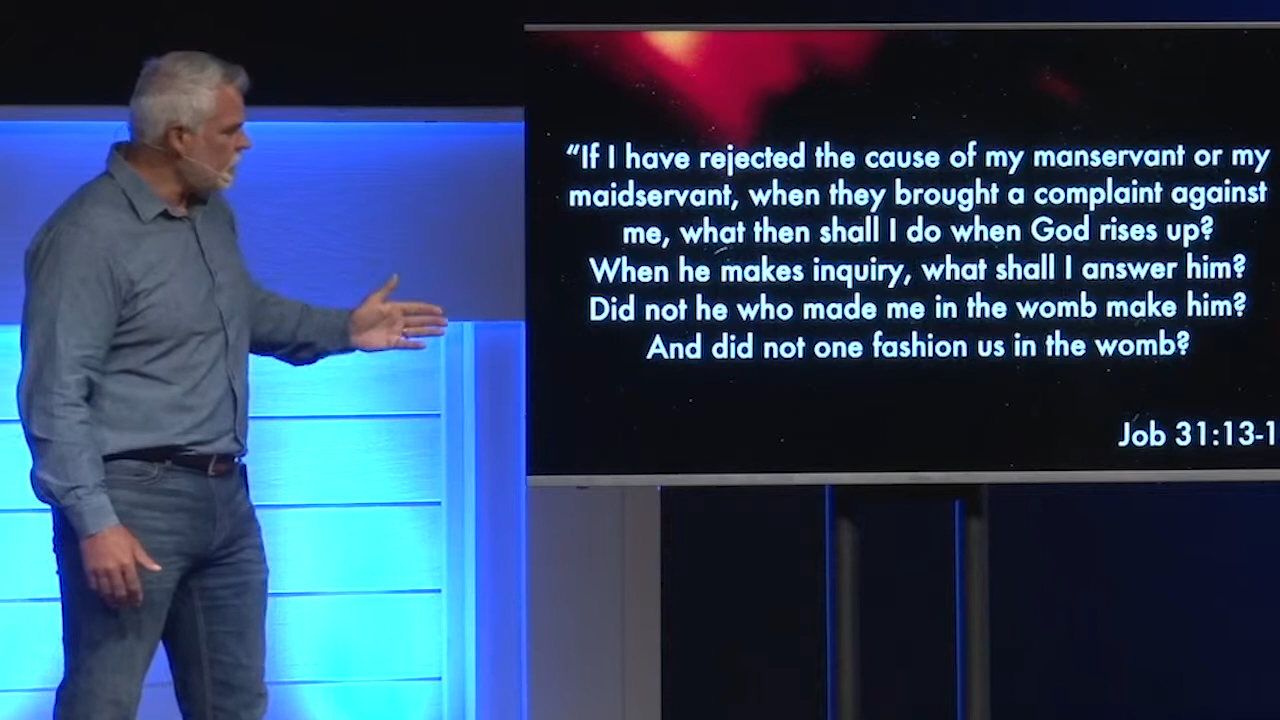 “If I have rejected the cause of my manservant or my
maidservant, when they brought a complaint against
me, what then shall I do when God rises up?
When he makes inquiry, what shall I answer him?
Did not he who made me in the womb make him?
And did not one fashion us in the womb?
Job 31:13-1